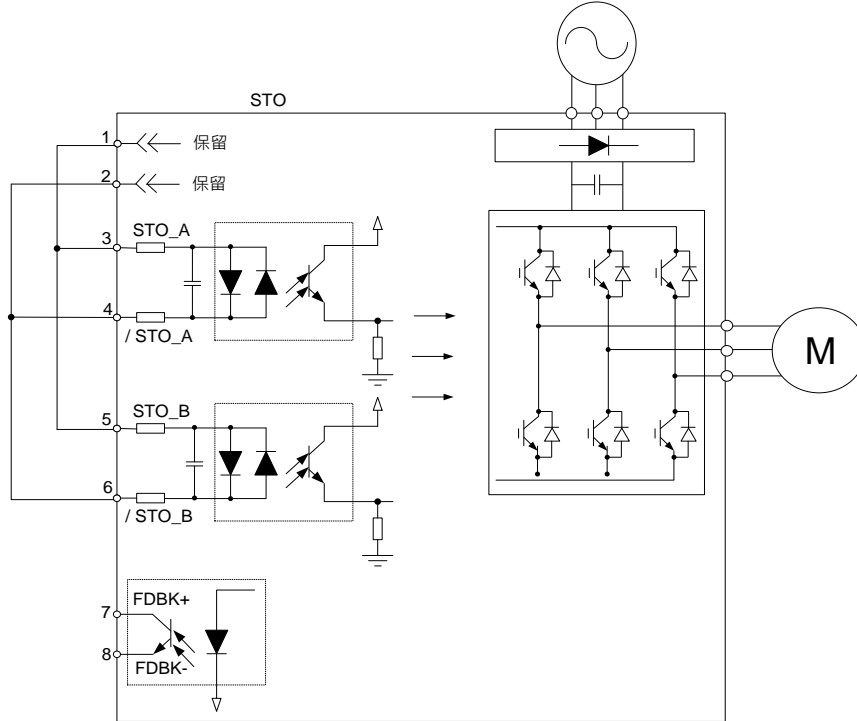 STO
1
保留
2
保留
3
STO_A
4
/ STO_A
5
STO_B
6
/ STO_B
7
FDBK+
8
FDBK-
M